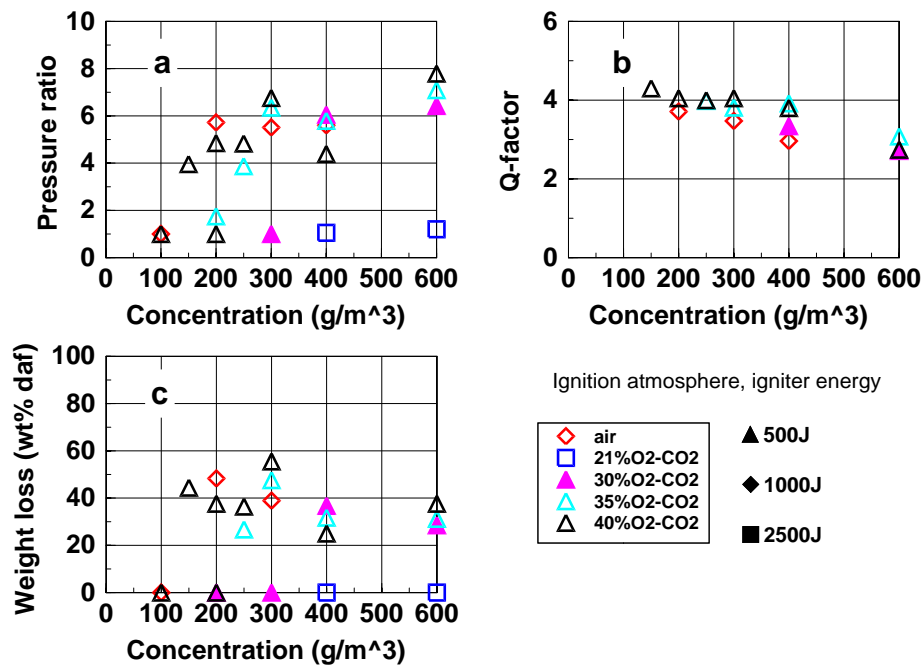 10
8
6
4
2
0
a
Pressure ratio
0 100 200 300 400 500 600
Concentration (g/m^3)
6
4
2
0
b
Q-factor
0 200 400 600
Concentration (g/m^3)
100
80
60
40
20
0
c
Weight loss (wt% daf)
0 100 200 300 400 500 600
Concentration (g/m^3)
Ignition atmosphere, igniter energy
air
21%O2-CO2
30%O2-CO2
35%O2-CO2
40%O2-CO2
500J
1000J
2500J